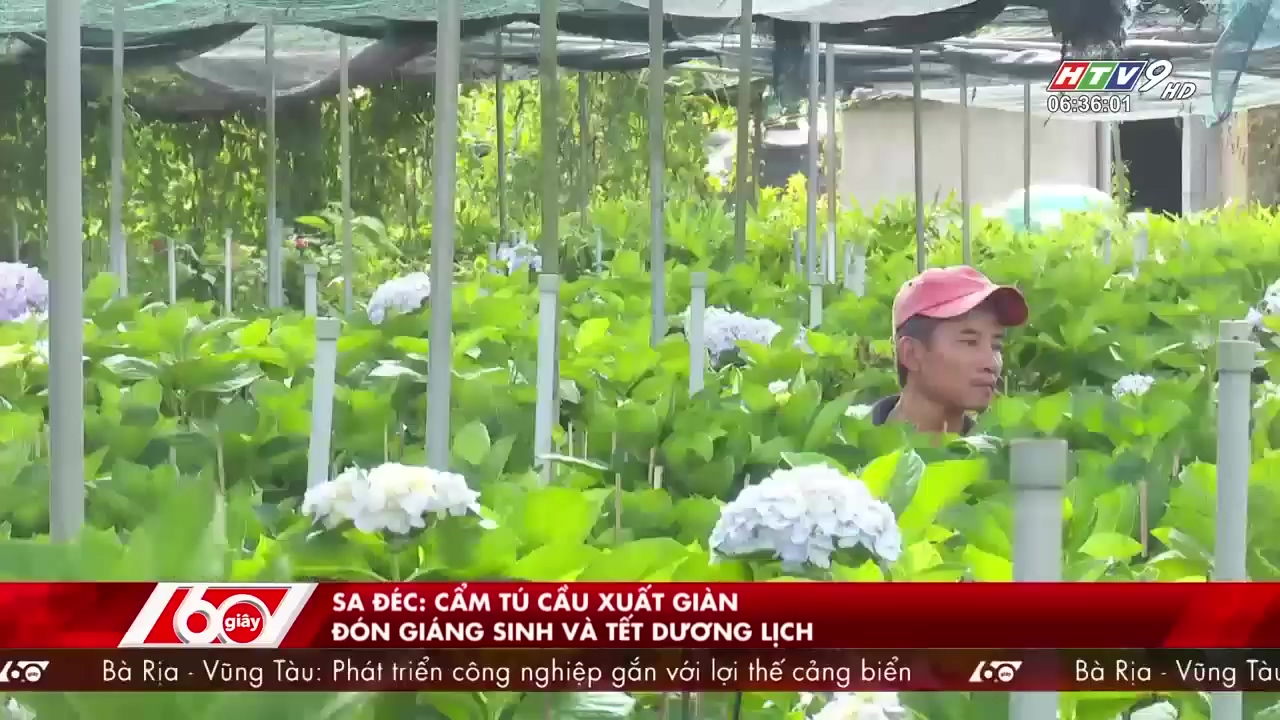 HTV9 HD
06:36:01
60 giây
SA ĐÉC: CẨM TÚ CẦU XUẤT GIÀN
ĐÓN GIÁNG SINH VÀ TẾT DƯƠNG LỊCH
60 Bà Rịa - Vũng Tàu: Phát triển công nghiệp gắn với lợi thế cảng biển 60 Bà Rịa - Vũng Tàu